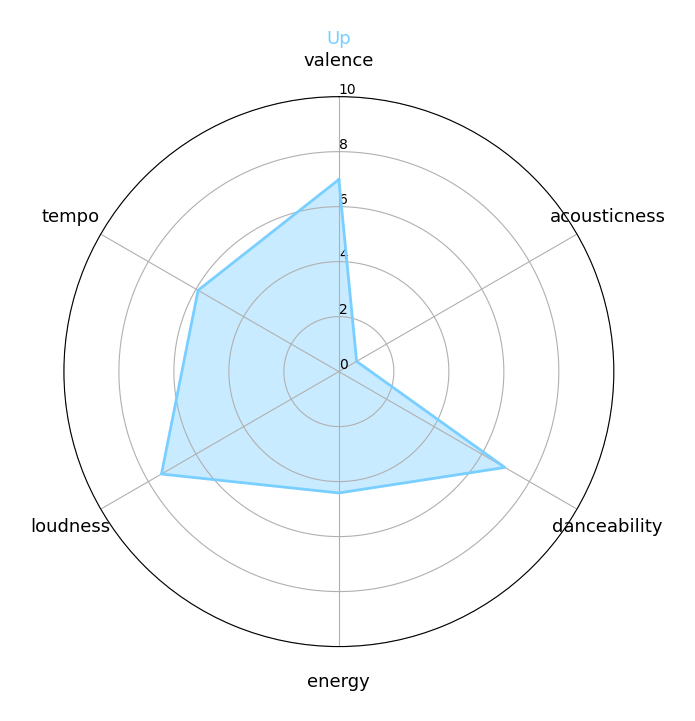 Up
valence
10
8
6
4
2
0
tempo
acousticness
loudness
danceability
energy